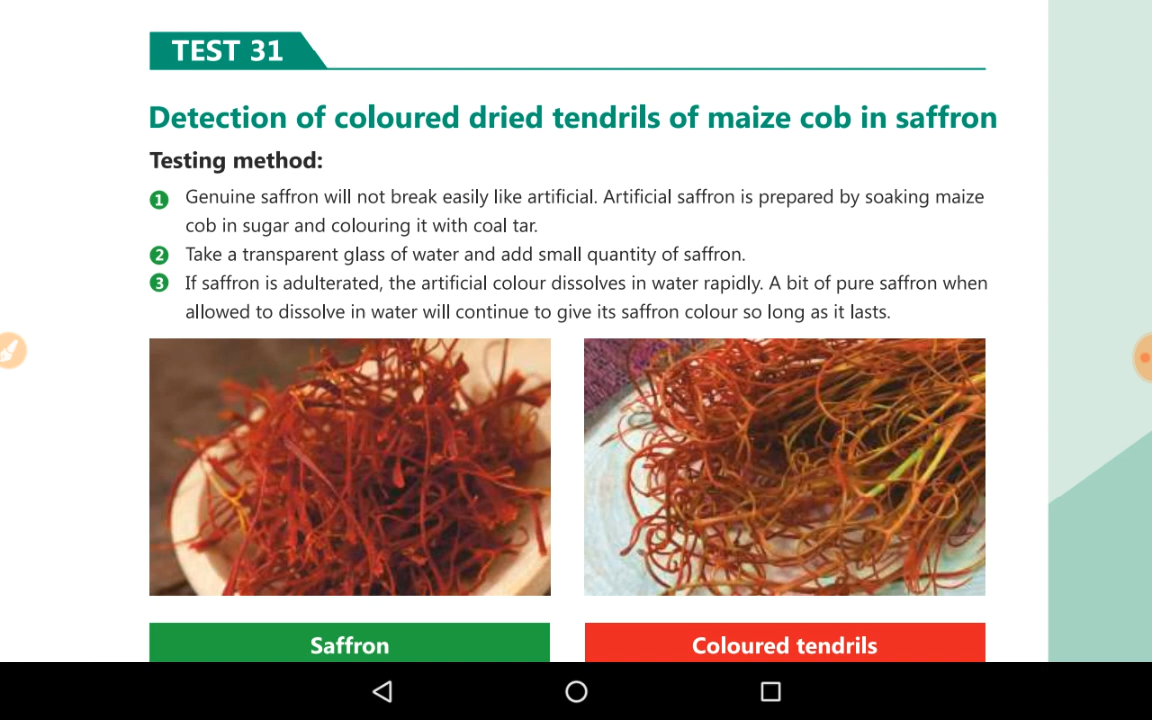 TEST 31
Detection of coloured dried tendrils of maize cob in saffron
Testing method:
1 Genuine saffron will not break easily like artificial. Artificial saffron is prepared by soaking maize
cob in sugar and colouring it with coal tar.
2 Take a transparent glass of water and add small quantity of saffron.
3 If saffron is adulterated, the artificial colour dissolves in water rapidly. A bit of pure saffron when
allowed to dissolve in water will continue to give its saffron colour so long as it lasts.
Saffron
Coloured tendrils